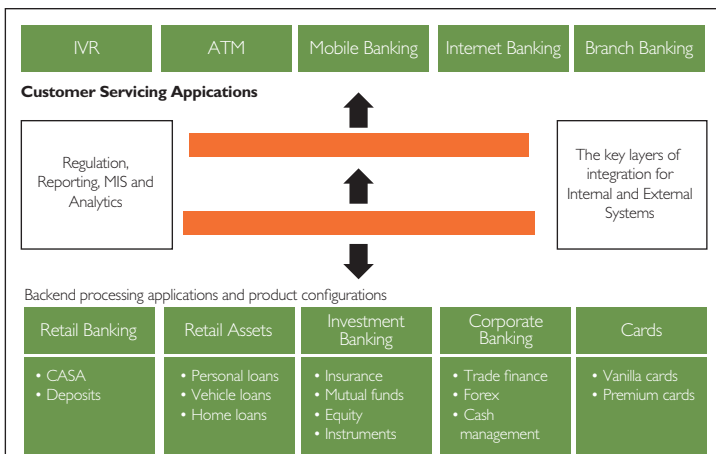 IVR
ATM
Mobile Banking
Internet Banking
Branch Banking
Customer Servicing Appications
Regulation,
Reporting, MIS and
Analytics
The key layers of
integration for
Internal and External
Systems
Backend processing applications and product configurations
Retail Banking
Retail Assets
Investment
Banking
Corporate
Banking
Cards
• CASA
• Deposits
• Personal loans
• Vehicle loans
• Home loans
• Insurance
• Mutual funds
• Equity
• Instruments
• Trade finance
• Forex
• Cash
management
• Vanilla cards
• Premium cards